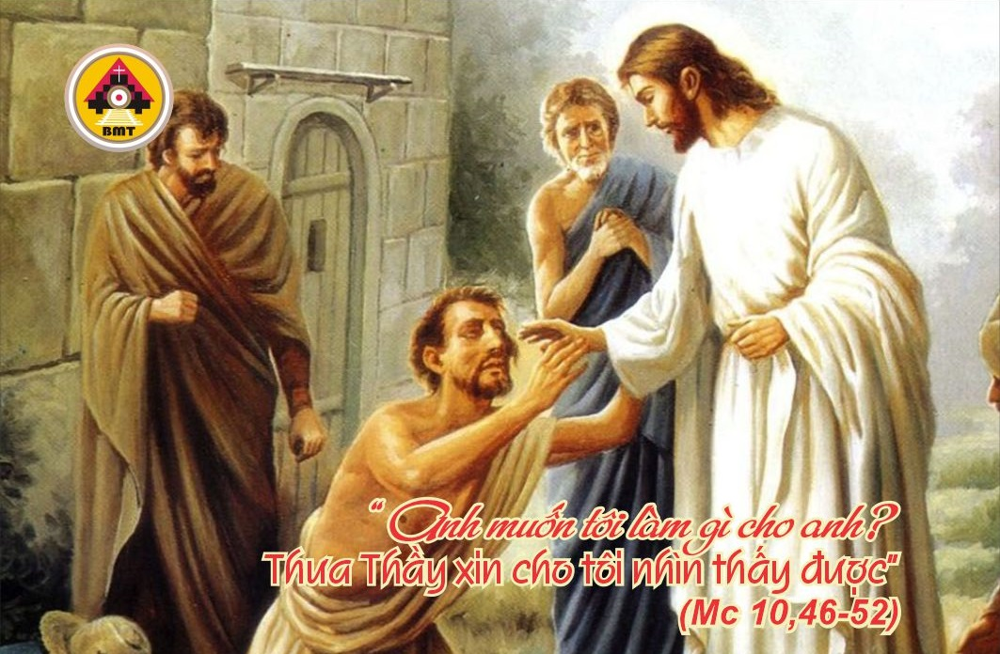 BMT
“Anh muốn tôi làm gì cho anh?
Thưa Thầy xin cho tôi nhìn thấy được"
(Mc 10,46-52)